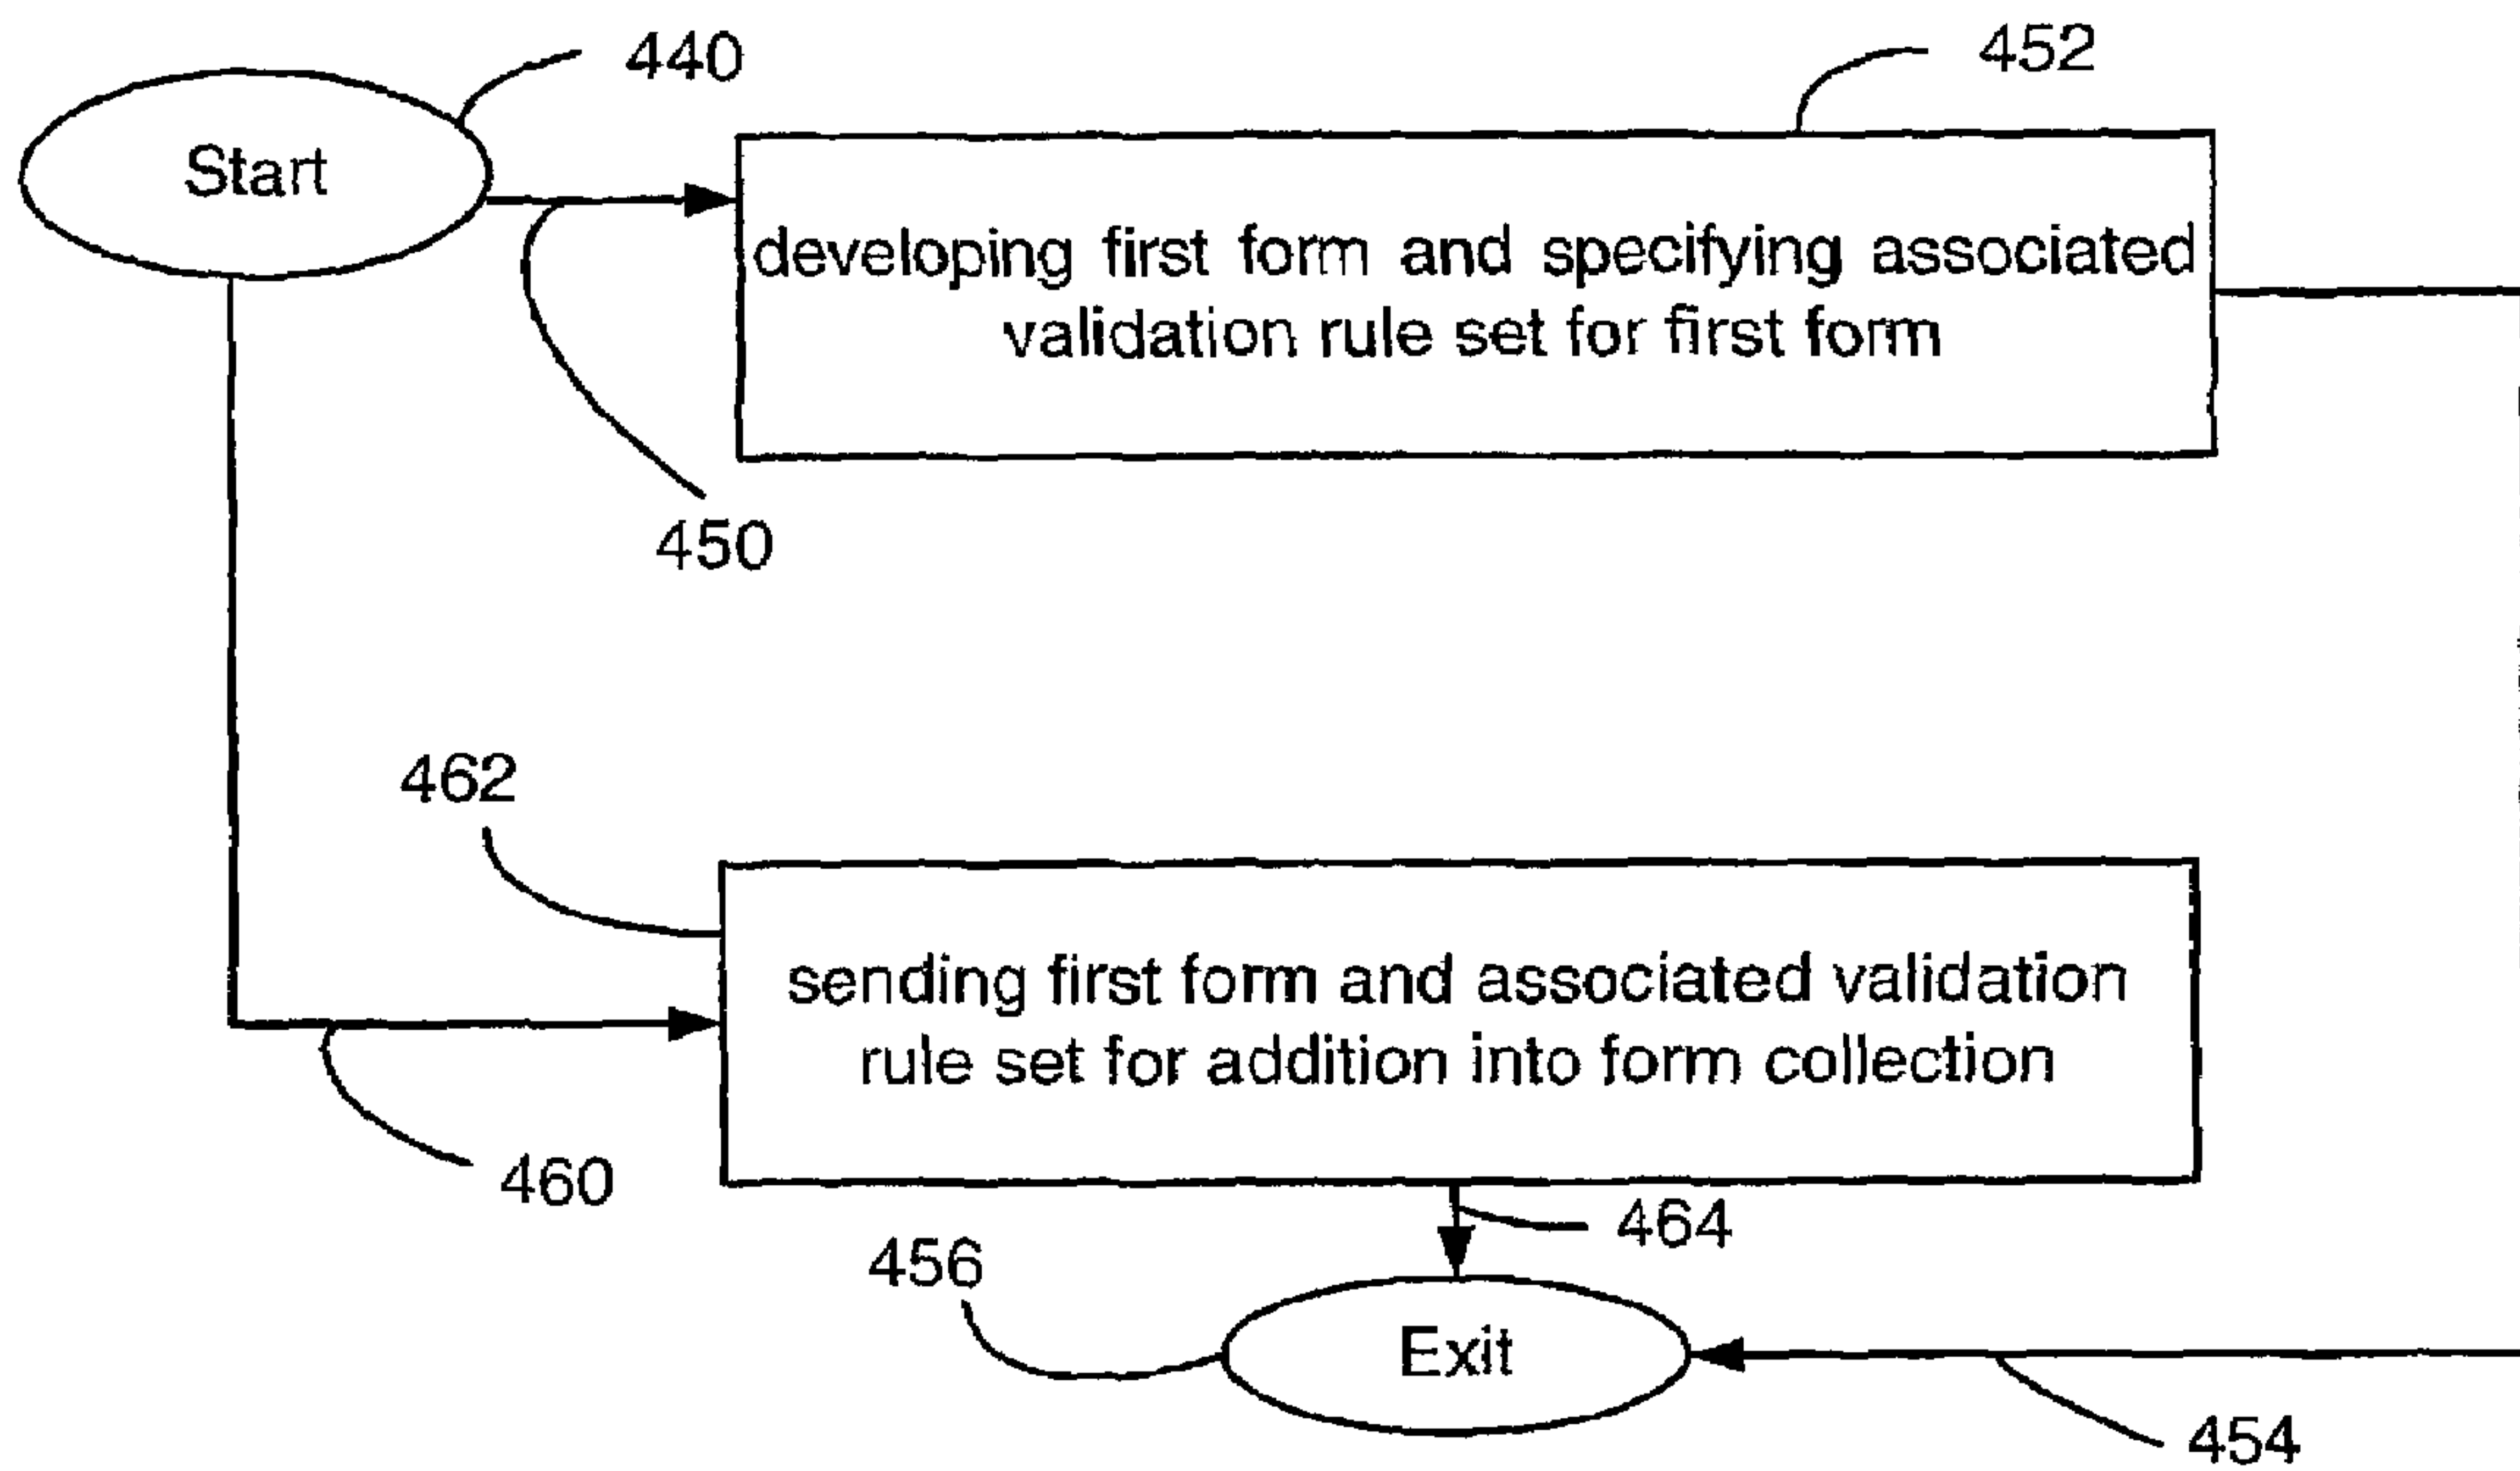 440
452
Start
developing first form and specifying associated
validation rule set for first form
450
462
sending first form and associated validation
rule set for addition into form collection
460
464
456
Exit
454